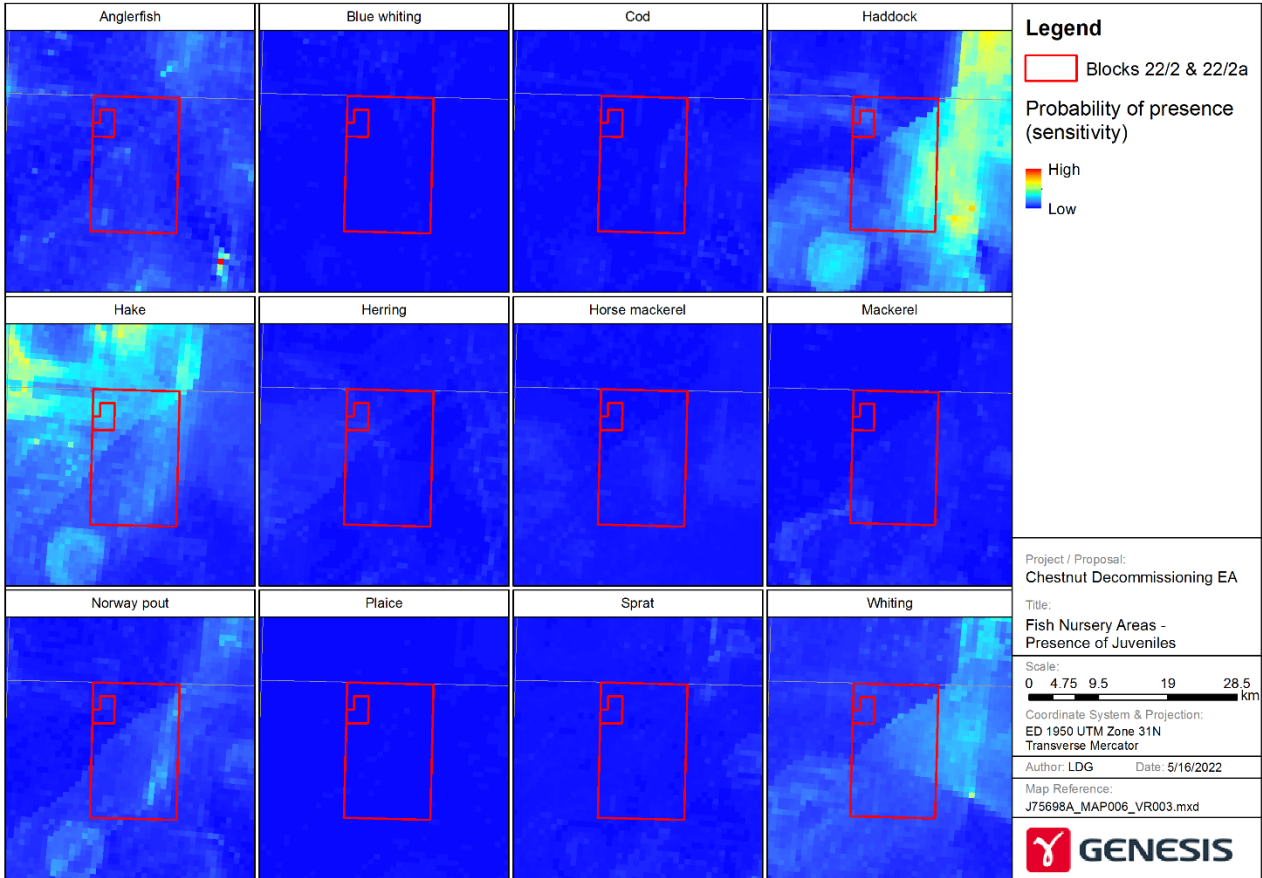 Anglerfish
Blue whiting
Cod
Haddock
Hake
Herring
Horse mackerel
Mackerel
Norway pout
Plaice
Sprat
Whiting
Legend
Blocks 22/2 & 22/2a
Probability of presence
(sensitivity)
High
Low
Project / Proposal:
Chestnut Decommissioning EA
Title:
Fish Nursery Areas -
Presence of Juveniles
Scale:
0 4.75 9.5 19 28.5
km
Coordinate System & Projection:
ED 1950 UTM Zone 31N
Transverse Mercator
Author: LDG Date: 5/16/2022
Map Reference:
J75698A_MAP006_VR003.mxd
GENESIS